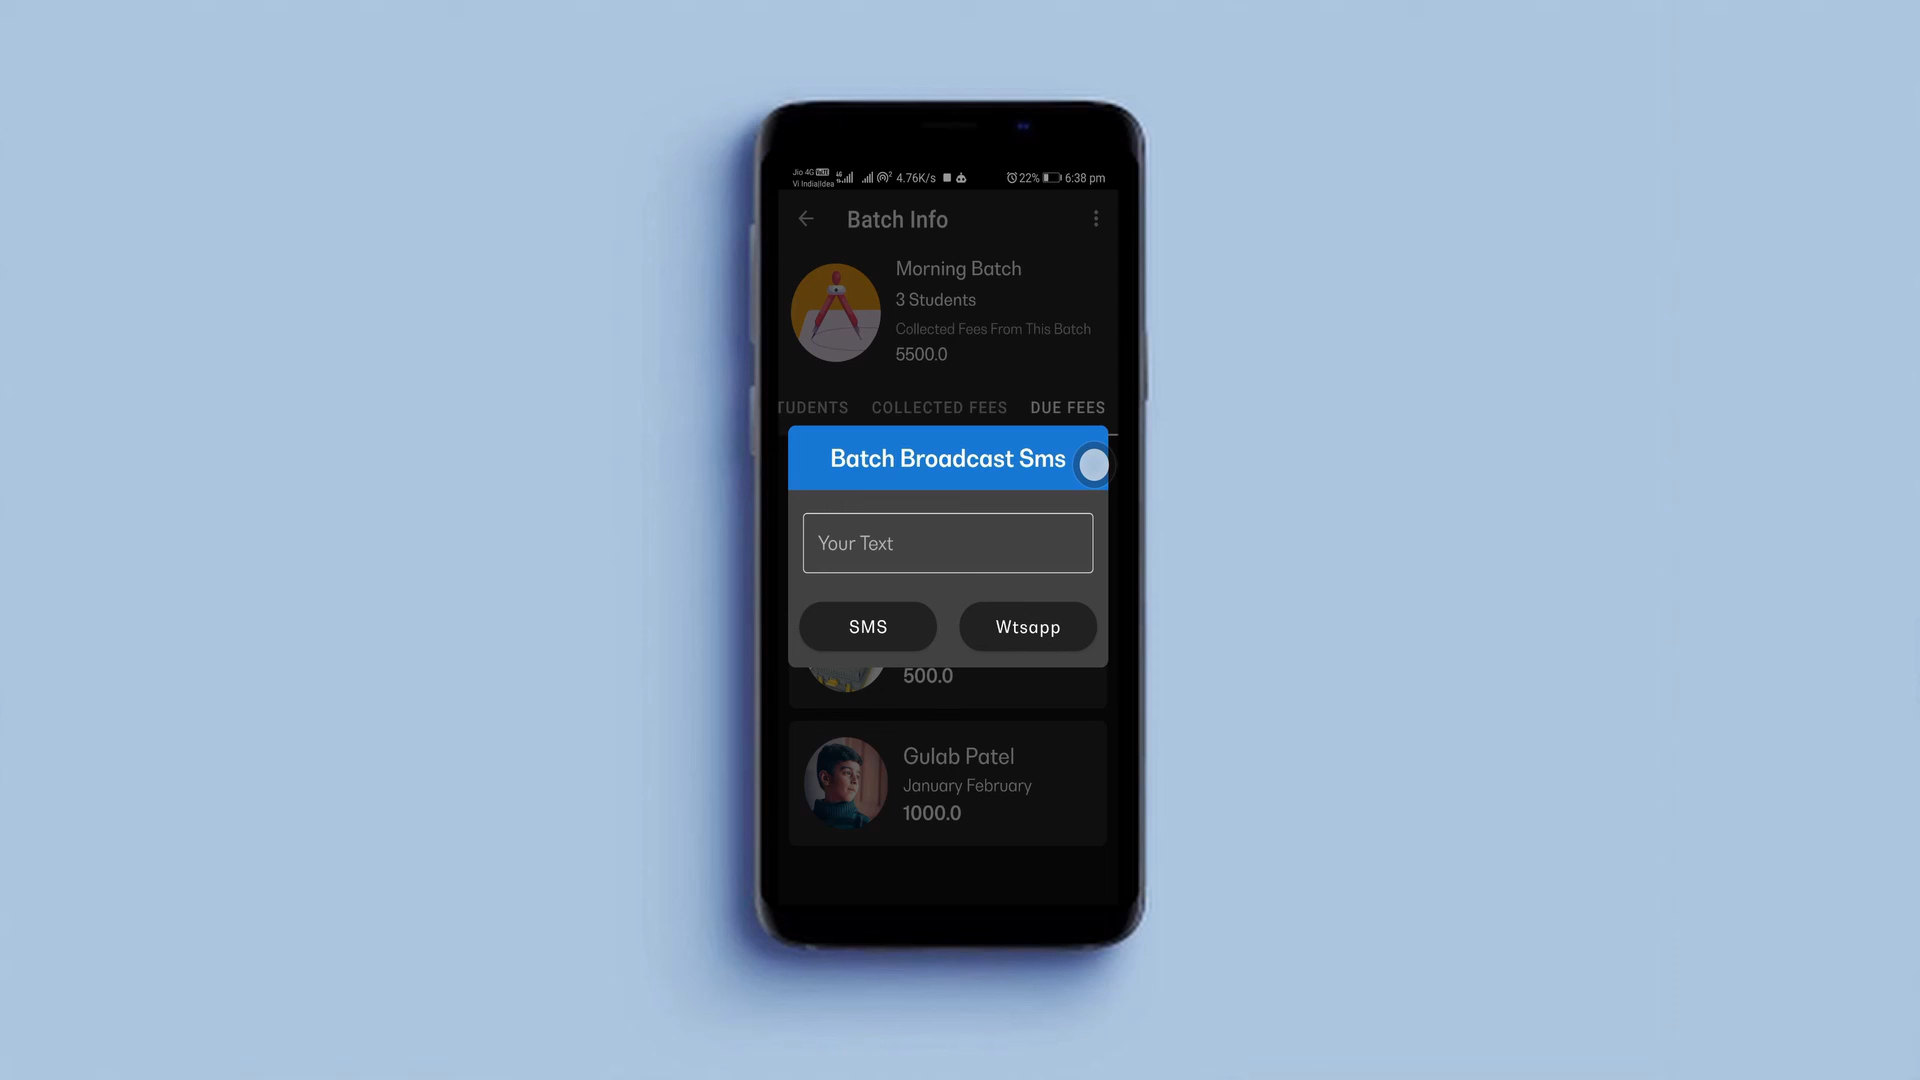 Jio 4G VoLTE
Vi India|Idea
4G
4.76K/s
22%
6:38 pm
Batch Info
Morning Batch
3 Students
Collected Fees From This Batch
5500.0
TUDENTS COLLECTED FEES DUE FEES
Batch Broadcast Sms
Your Text
SMS Wtsapp
500.0
Gulab Patel
January February
1000.0